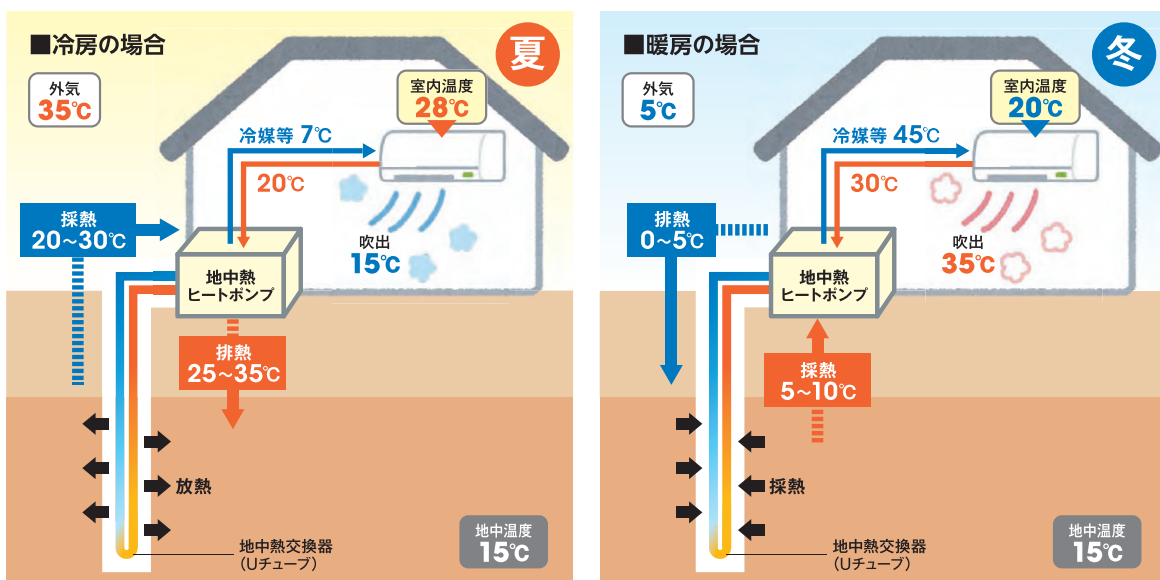 ■冷房の場合
夏
外気
35℃
室内温度
28℃
冷媒等 7℃
20℃
採熱
20～30℃
吹出
15℃
地中熱
ヒートポンプ
排熱
25～35℃
放熱
地中熱交換器
（Uチューブ）
地中温度
15℃
■暖房の場合
冬
外気
5℃
室内温度
20℃
冷媒等 45℃
30℃
排熱
0～5℃
吹出
35℃
地中熱
ヒートポンプ
採熱
5～10℃
採熱
地中熱交換器
（Uチューブ）
地中温度
15℃